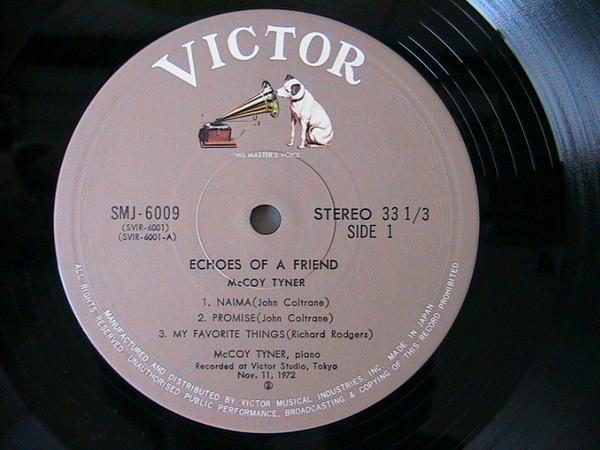 VICTOR
"HIS MASTER'S VOICE"
SMJ-6009
(SVIR-6001)
(SVIR-6001-A)
STEREO 33 1/3
SIDE 1
ECHOES OF A FRIEND
McCOY TYNER
1. NAIMA(John Coltrane)
2. PROMISE(John Coltrane)
3. MY FAVORITE THINGS(Richard Rodgers)
McCOY TYNER, piano
Recorded at Victor Studio, Tokyo
Nov. 11, 1972
MANUFACTURED AND DISTRIBUTED BY VICTOR MUSICAL INDUSTRIES, INC. MADE IN JAPAN
ALL RIGHTS RESERVED. UNAUTHORISED PUBLIC PERFORMANCE, BROADCASTING & COPYING OF THIS RECORD PROHIBITED